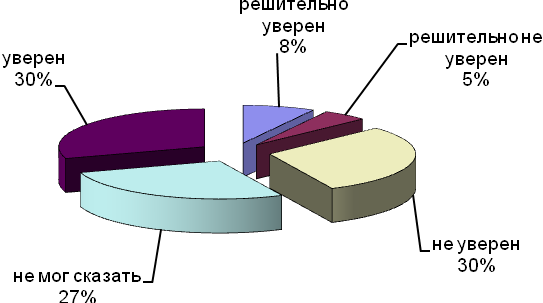 решительно
уверен
8%
решительно не
уверен
5%
уверен
30%
не уверен
30%
не мог сказать
27%